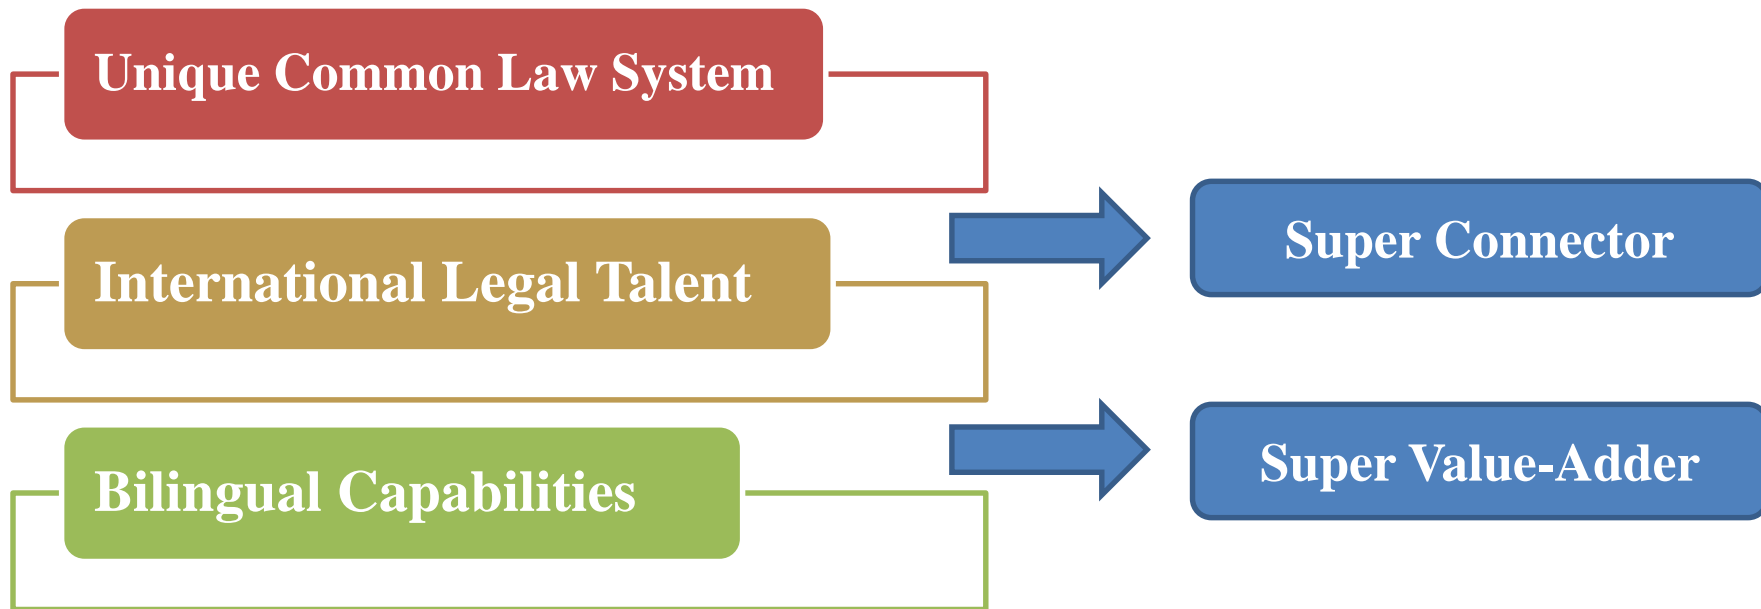 Unique Common Law System
International Legal Talent
Bilingual Capabilities
Super Connector
Super Value-Adder